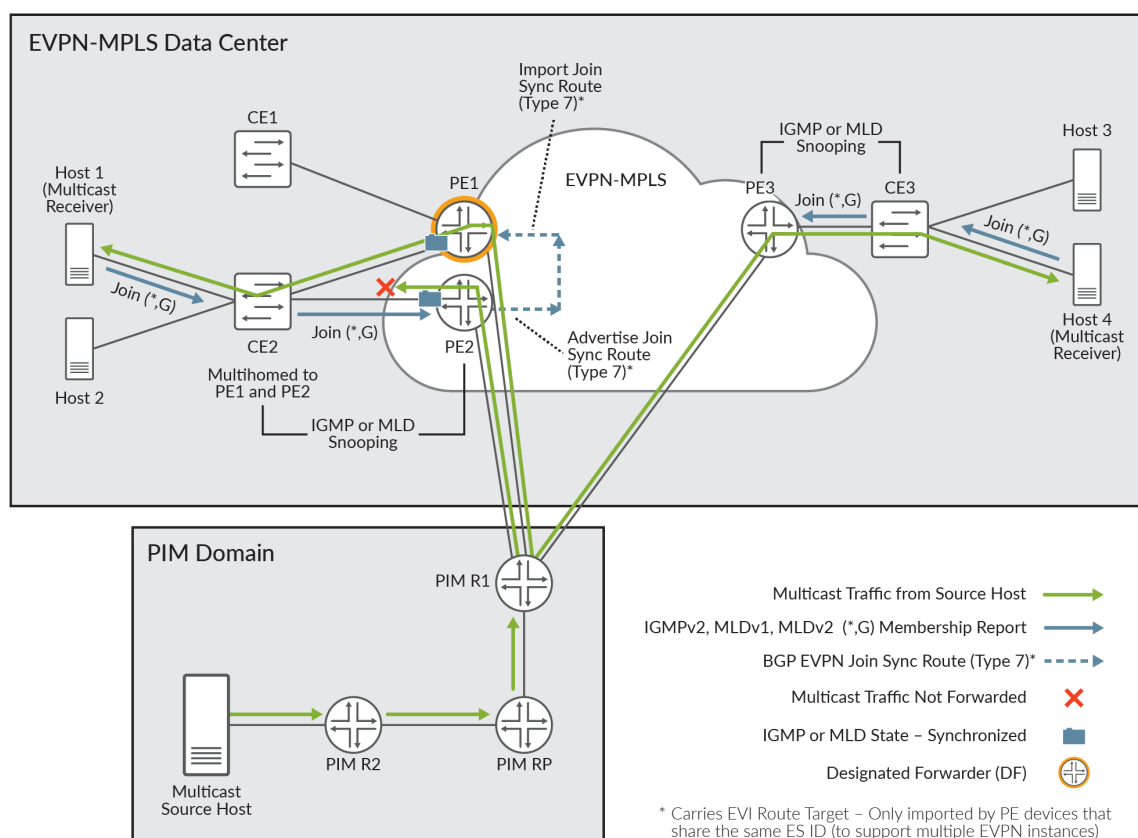 EVPN-MPLS Data Center
Import Join
Sync Route
(Type 7)*
CE1
Host 1
(Multicast
Receiver)
PE1
EVPN-MPLS
IGMP or MLD
Snooping
PE3
CE3
Host 3
Join (*,G)
Join (*,G)
Join (*,G)
Join (*,G)
CE2
PE2
Advertise Join
Sync Route
(Type 7)*
Host 4
(Multicast
Receiver)
Host 2
Multihomed to
PE1 and PE2
IGMP or MLD
Snooping
PIM Domain
PIM R1
PIM R2
PIM RP
Multicast
Source Host
Multicast Traffic from Source Host
IGMPv2, MLDv1, MLDv2 (*,G) Membership Report
BGP EVPN Join Sync Route (Type 7)*
Multicast Traffic Not Forwarded
IGMP or MLD State – Synchronized
Designated Forwarder (DF)
* Carries EVI Route Target – Only imported by PE devices that
share the same ES ID (to support multiple EVPN instances)